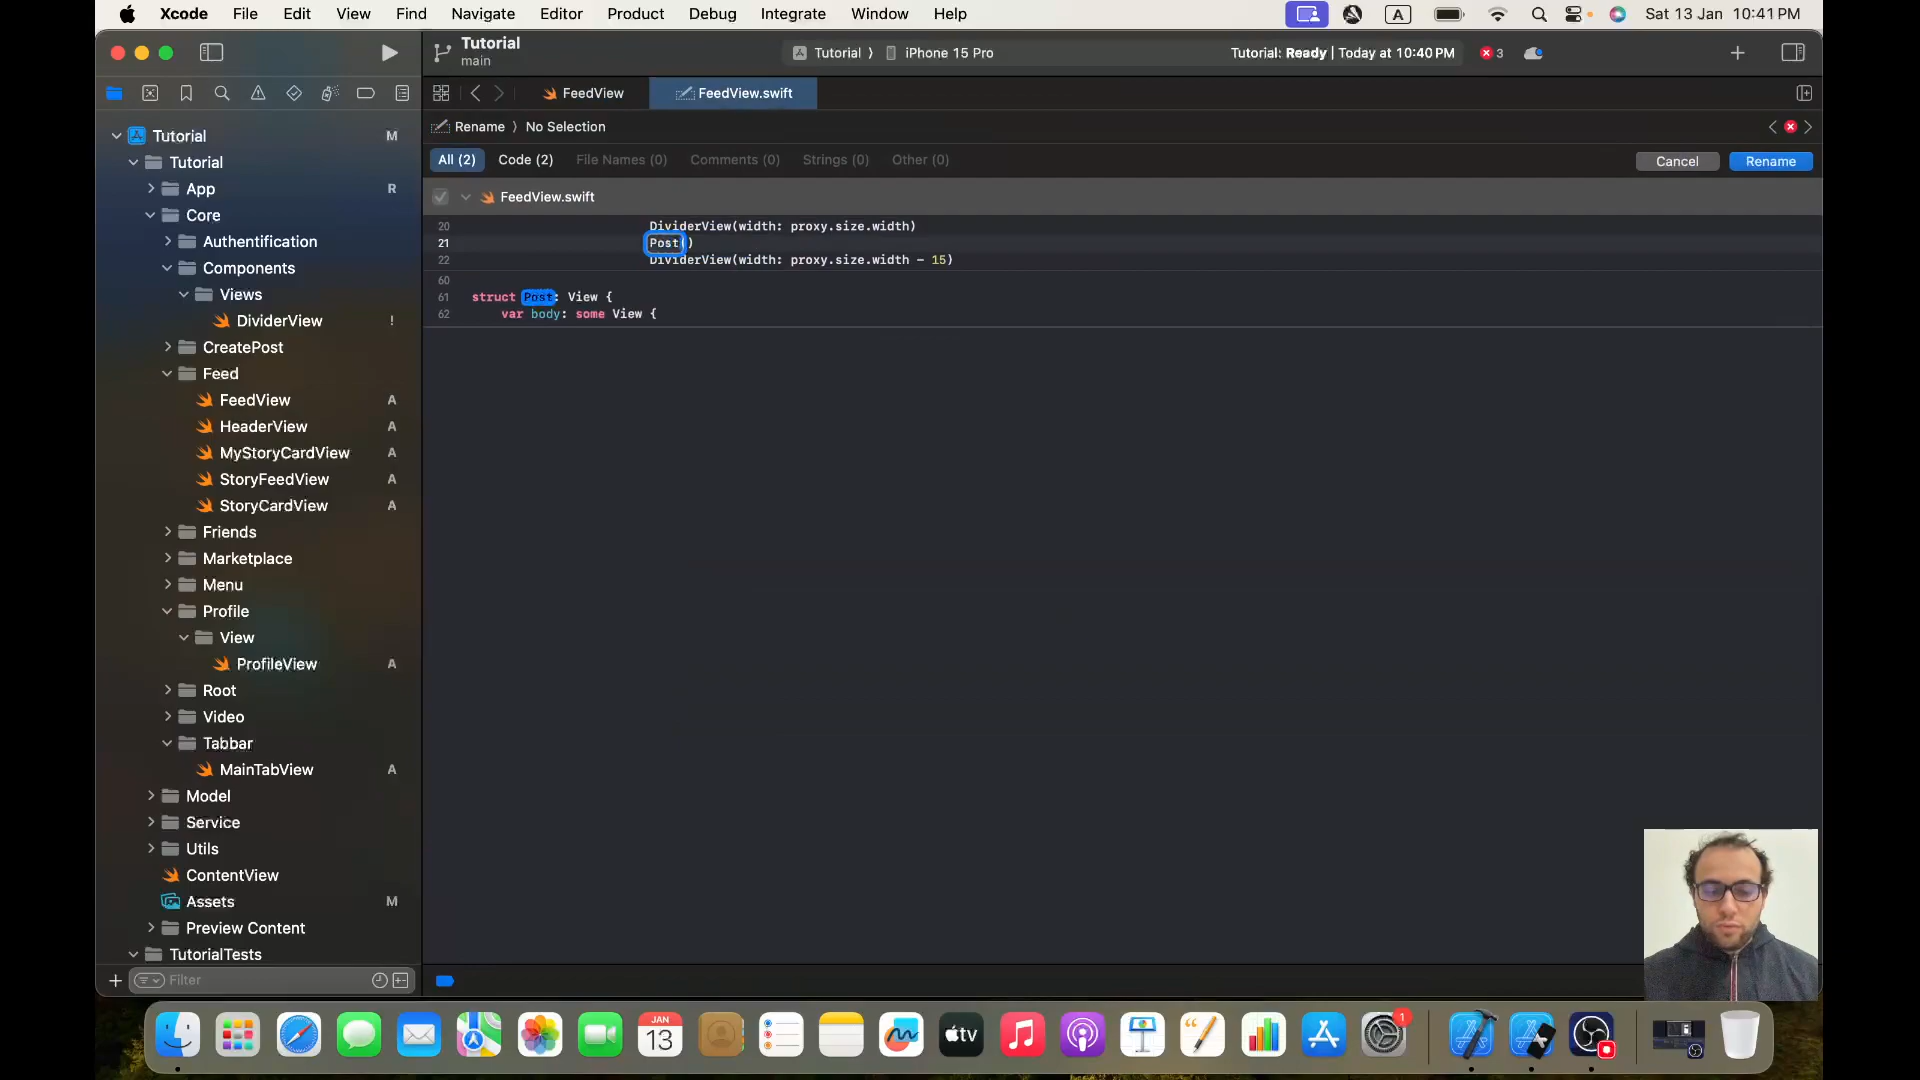 Xcode File Edit View Find Navigate Editor Product Debug Integrate Window Help A Sat 13 Jan 10:41 PM
Tutorial
main
Tutorial 〉 iPhone 15 Pro
Tutorial: Ready | Today at 10:40 PM 3
FeedView FeedView.swift
Rename 〉 No Selection
All (2) Code (2) File Names (0) Comments (0) Strings (0) Other (0) Cancel Rename
FeedView.swift
20 DividerView(width: proxy.size.width)
21 Post()
22 DividerView(width: proxy.size.width - 15)
60
61 struct Post: View {
62 var body: some View {
Tutorial M
Tutorial
App R
Core
Authentification
Components
Views
DividerView !
CreatePost
Feed
FeedView A
HeaderView A
MyStoryCardView A
StoryFeedView A
StoryCardView A
Friends
Marketplace
Menu
Profile
View
ProfileView A
Root
Video
Tabbar
MainTabView A
Model
Service
Utils
ContentView
Assets M
Preview Content
TutorialTests
Filter
JAN
13
tv
1